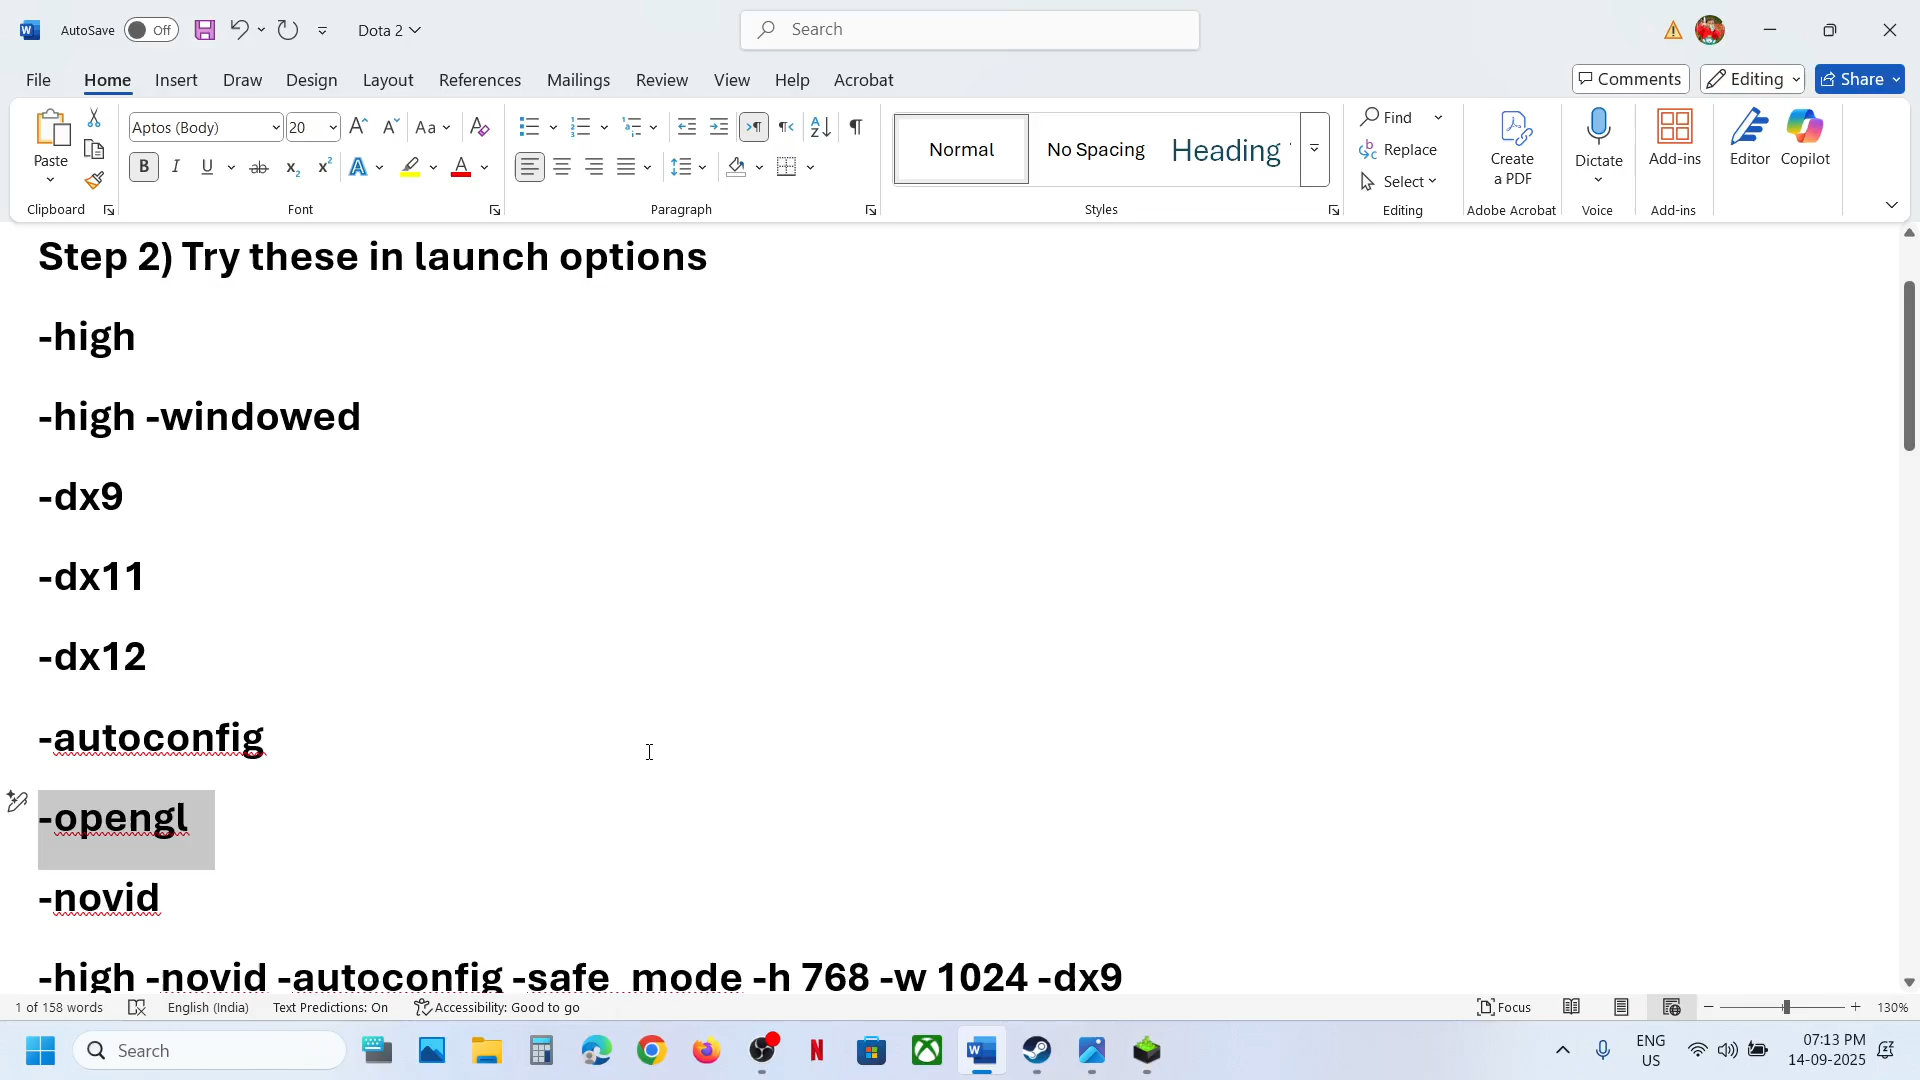 AutoSave Off Dota 2 Search
File Home Insert Draw Design Layout References Mailings Review View Help Acrobat Comments Editing Share
Paste Aptos (Body) 20 Aa Normal No Spacing Heading Find Replace Select Create a PDF Dictate Add-ins Editor Copilot
Clipboard Font Paragraph Styles Editing Adobe Acrobat Voice Add-ins
Step 2) Try these in launch options
-high
-high -windowed
-dx9
-dx11
-dx12
-autoconfig
-opengl
-novid
-high -novid -autoconfig -safe_mode -h 768 -w 1024 -dx9
1 of 158 words English (India) Text Predictions: On Accessibility: Good to go Focus 130%
Search ENG US 07:13 PM 14-09-2025